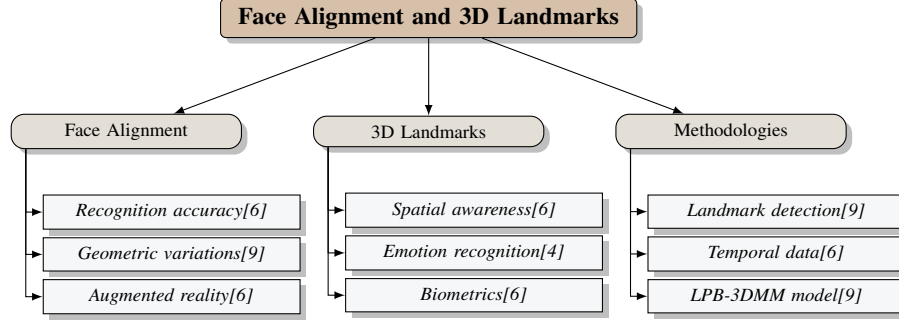 Face Alignment and 3D Landmarks
Face Alignment
3D Landmarks
Methodologies
Recognition accuracy[6]
Geometric variations[9]
Augmented reality[6]
Spatial awareness[6]
Emotion recognition[4]
Biometrics[6]
Landmark detection[9]
Temporal data[6]
LPB-3DMM model[9]